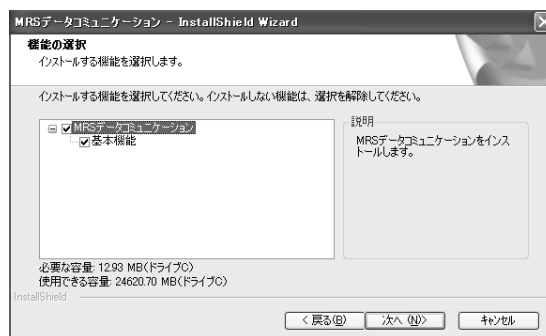 MRSデータコミュニケーション - InstallShield Wizard
機能の選択
インストールする機能を選択します。
インストールする機能を選択してください。インストールしない機能は、選択を解除してください。
MRSデータコミュニケーション
基本機能
説明
MRSデータコミュニケーションをインス
トールします。
必要な容量: 12.93 MB(ドライブC)
使用できる容量: 24620.70 MB(ドライブC)
InstallShield
< 戻る(B)
次へ (N)>
キャンセル